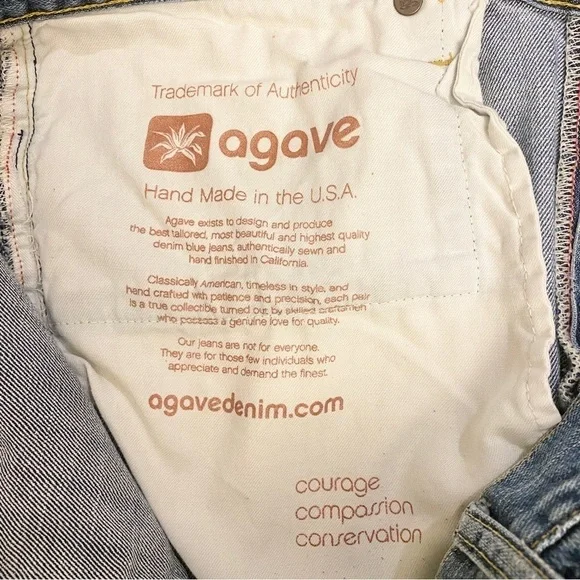 Trademark of Authenticity
agave
Hand Made in the U.S.A.
Agave exists to design and produce
the best tailored, most beautiful and highest quality
denim blue jeans, authentically sewn and
hand finished in California.
Classically American, timeless in style, and
hand crafted with patience and precision, each pair
is a true collectible turned out by skilled craftsmen
who possess a genuine love for quality.
Our jeans are not for everyone.
They are for those few individuals who
appreciate and demand the finest.
agavedenim.com
courage
compassion
conservation